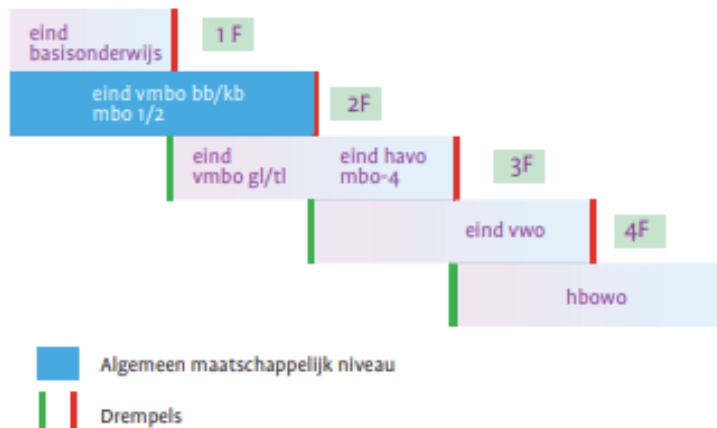 eind
basisonderwijs
1 F
eind vmbo bb/kb
mbo 1/2
2F
eind
vmbo gl/tl
eind havo
mbo-4
3F
eind vwo
4F
hbowo
Algemeen maatschappelijk niveau
Drempels